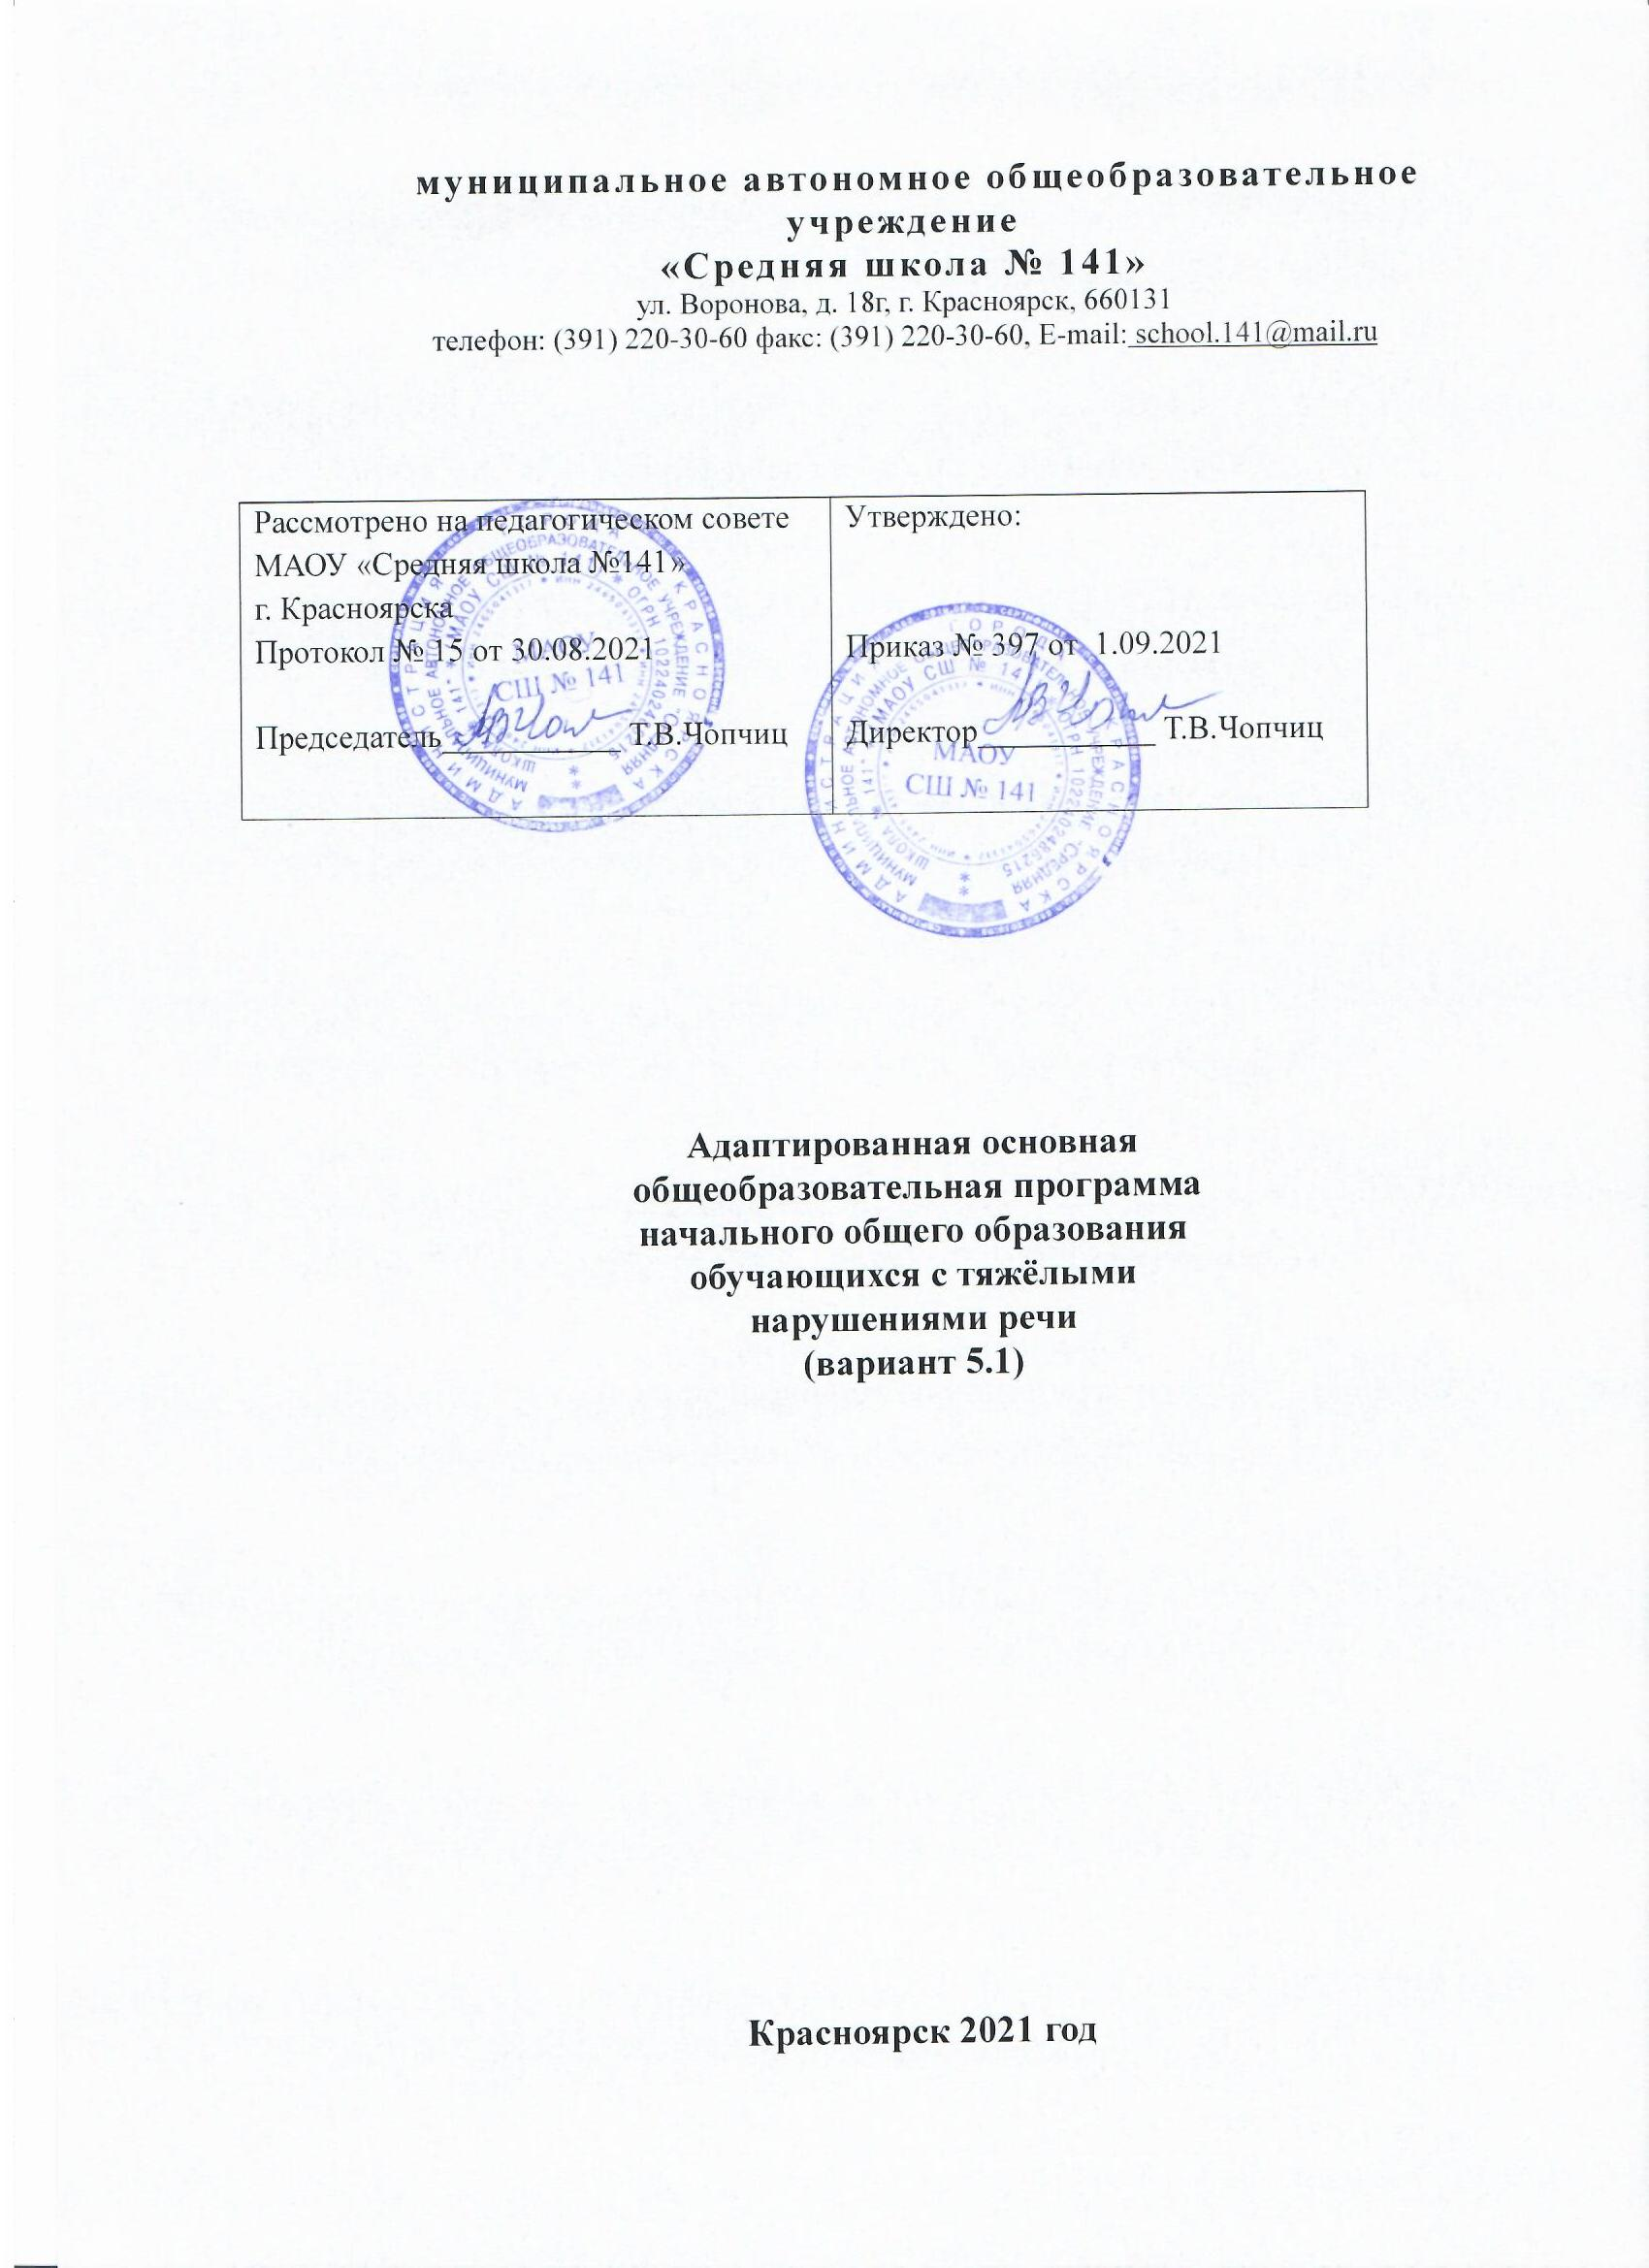 муниципальное автономное общеобразовательное
учреждение
«Средняя школа № 141»
ул. Воронова, д. 18г, г. Красноярск, 660131
телефон: (391) 220-30-60 факс: (391) 220-30-60, E-mail: school.141@mail.ru
Рассмотрено на педагогическом совете
МАОУ «Средняя школа №141»
г. Красноярска
Протокол № 15 от 30.08.2021
Председатель____________ Т.В.Чопчиц
Утверждено:
Приказ № 397 от 1.09.2021
Директор____________ Т.В.Чопчиц
МАОУ
СШ № 141
МАОУ
СШ № 141
Адаптированная основная
общеобразовательная программа
начального общего образования
обучающихся с тяжёлыми
нарушениями речи
(вариант 5.1)
Красноярск 2021 год